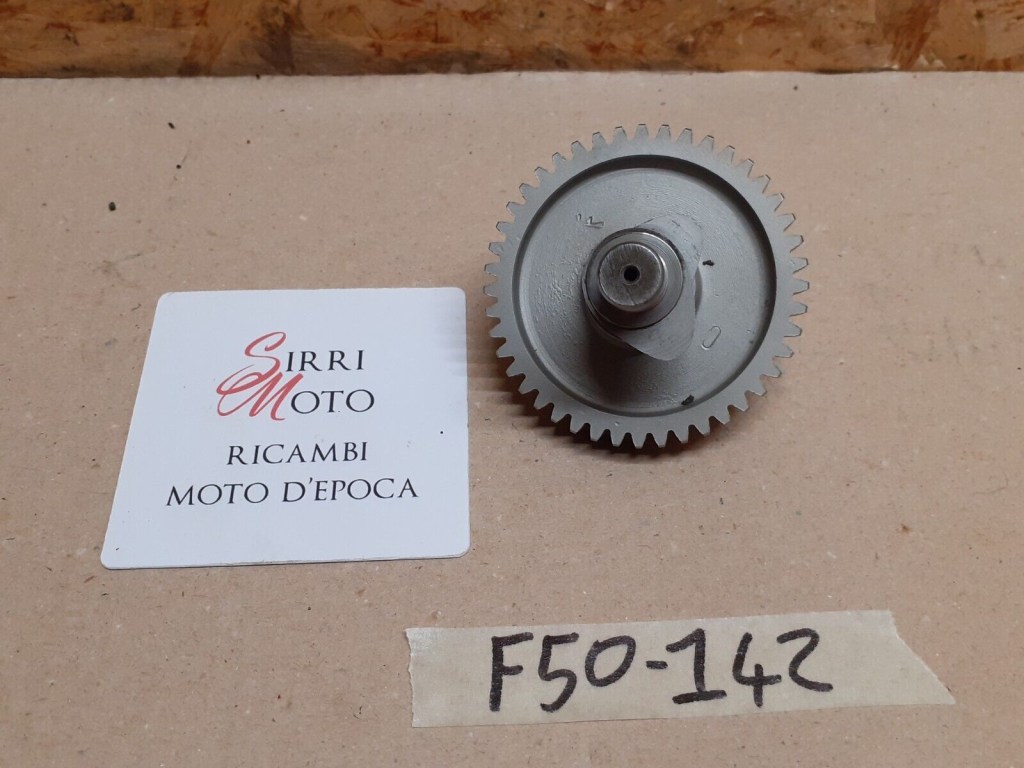 SIRRI
MOTO
RICAMBI
MOTO D'EPOCA
F50-142